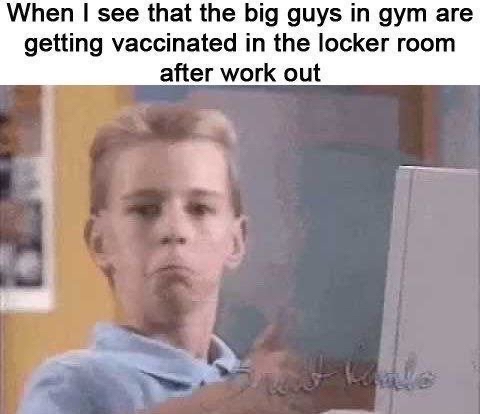 When I see that the big guys in gym are
getting vaccinated in the locker room
after work out